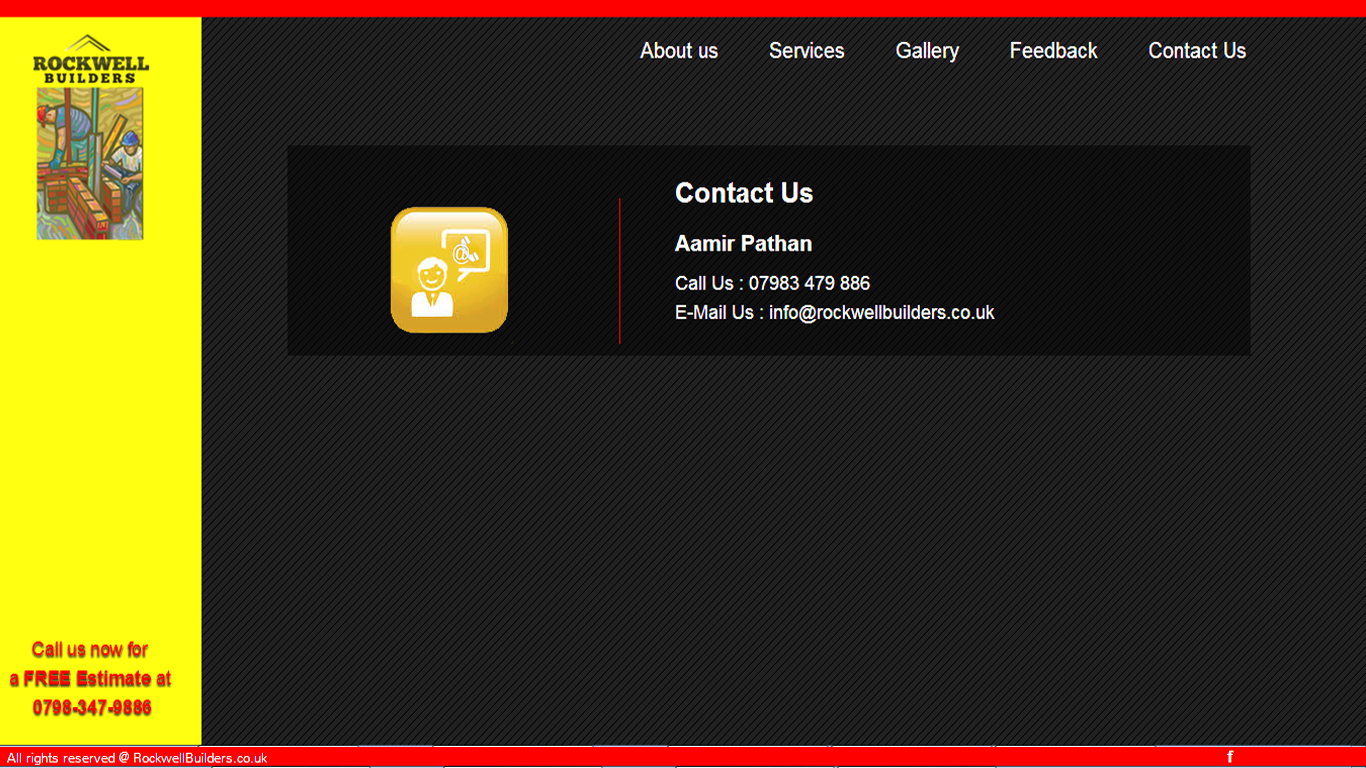 ROCKWELL
BUILDERS
About us Services Gallery Feedback Contact Us
Contact Us
Aamir Pathan
Call Us : 07983 479 886
E-Mail Us : info@rockwellbuilders.co.uk
@
Call us now for
a FREE Estimate at
0798-347-9886
All rights reserved @ RockwellBuilders.co.uk
f